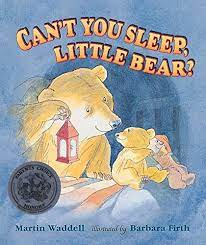 CAN'T YOU SLEEP,
LITTLE BEAR?
Martin Waddell illustrated by Barbara Firth